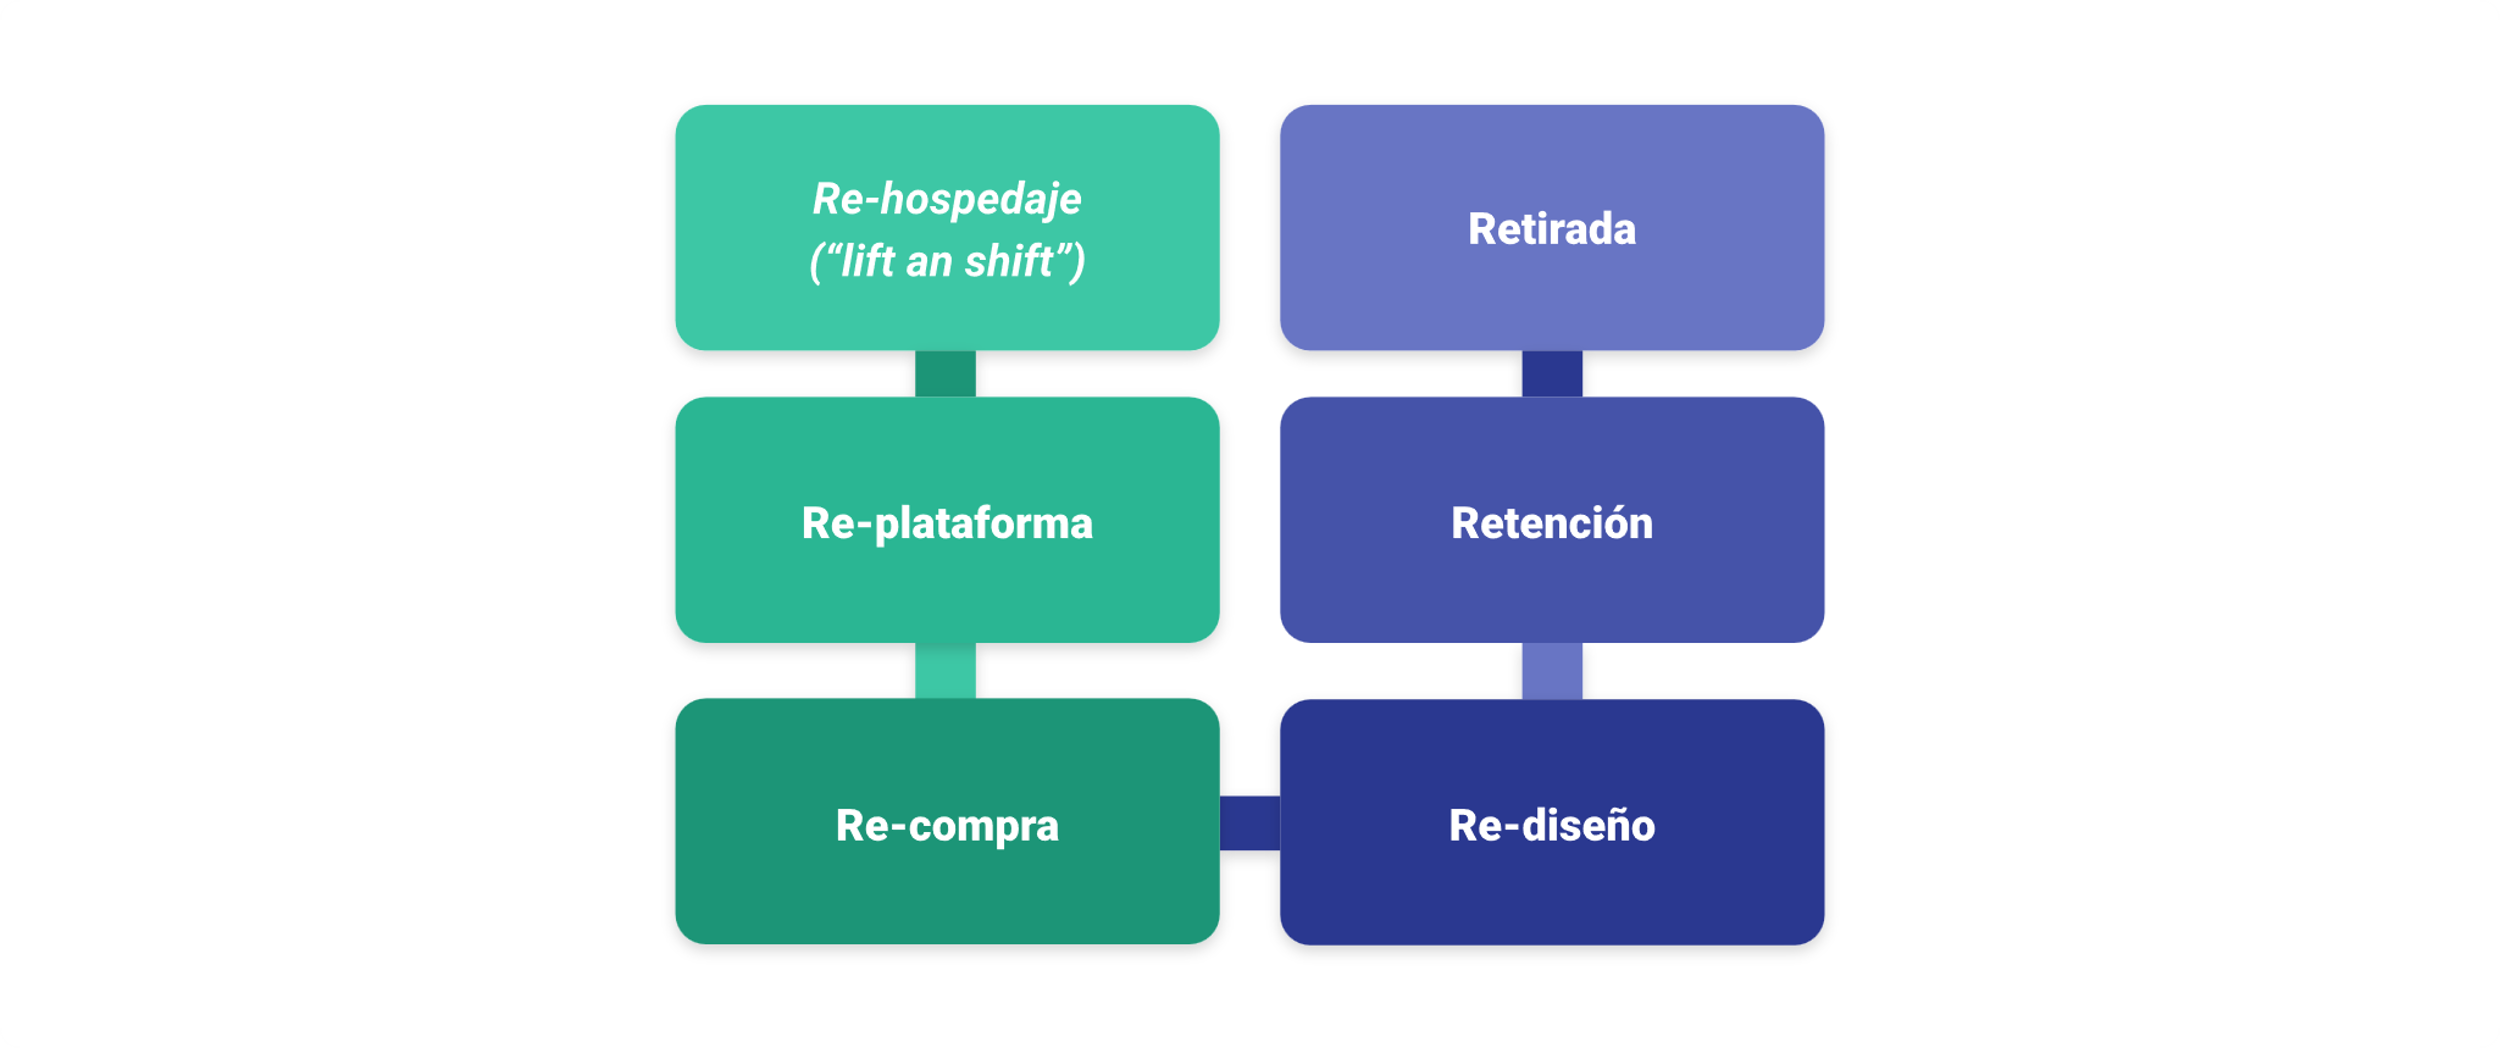 Re-hospedaje
(“lift an shift”)
Re-plataforma
Re-compra
Re-diseño
Retención
Retirada